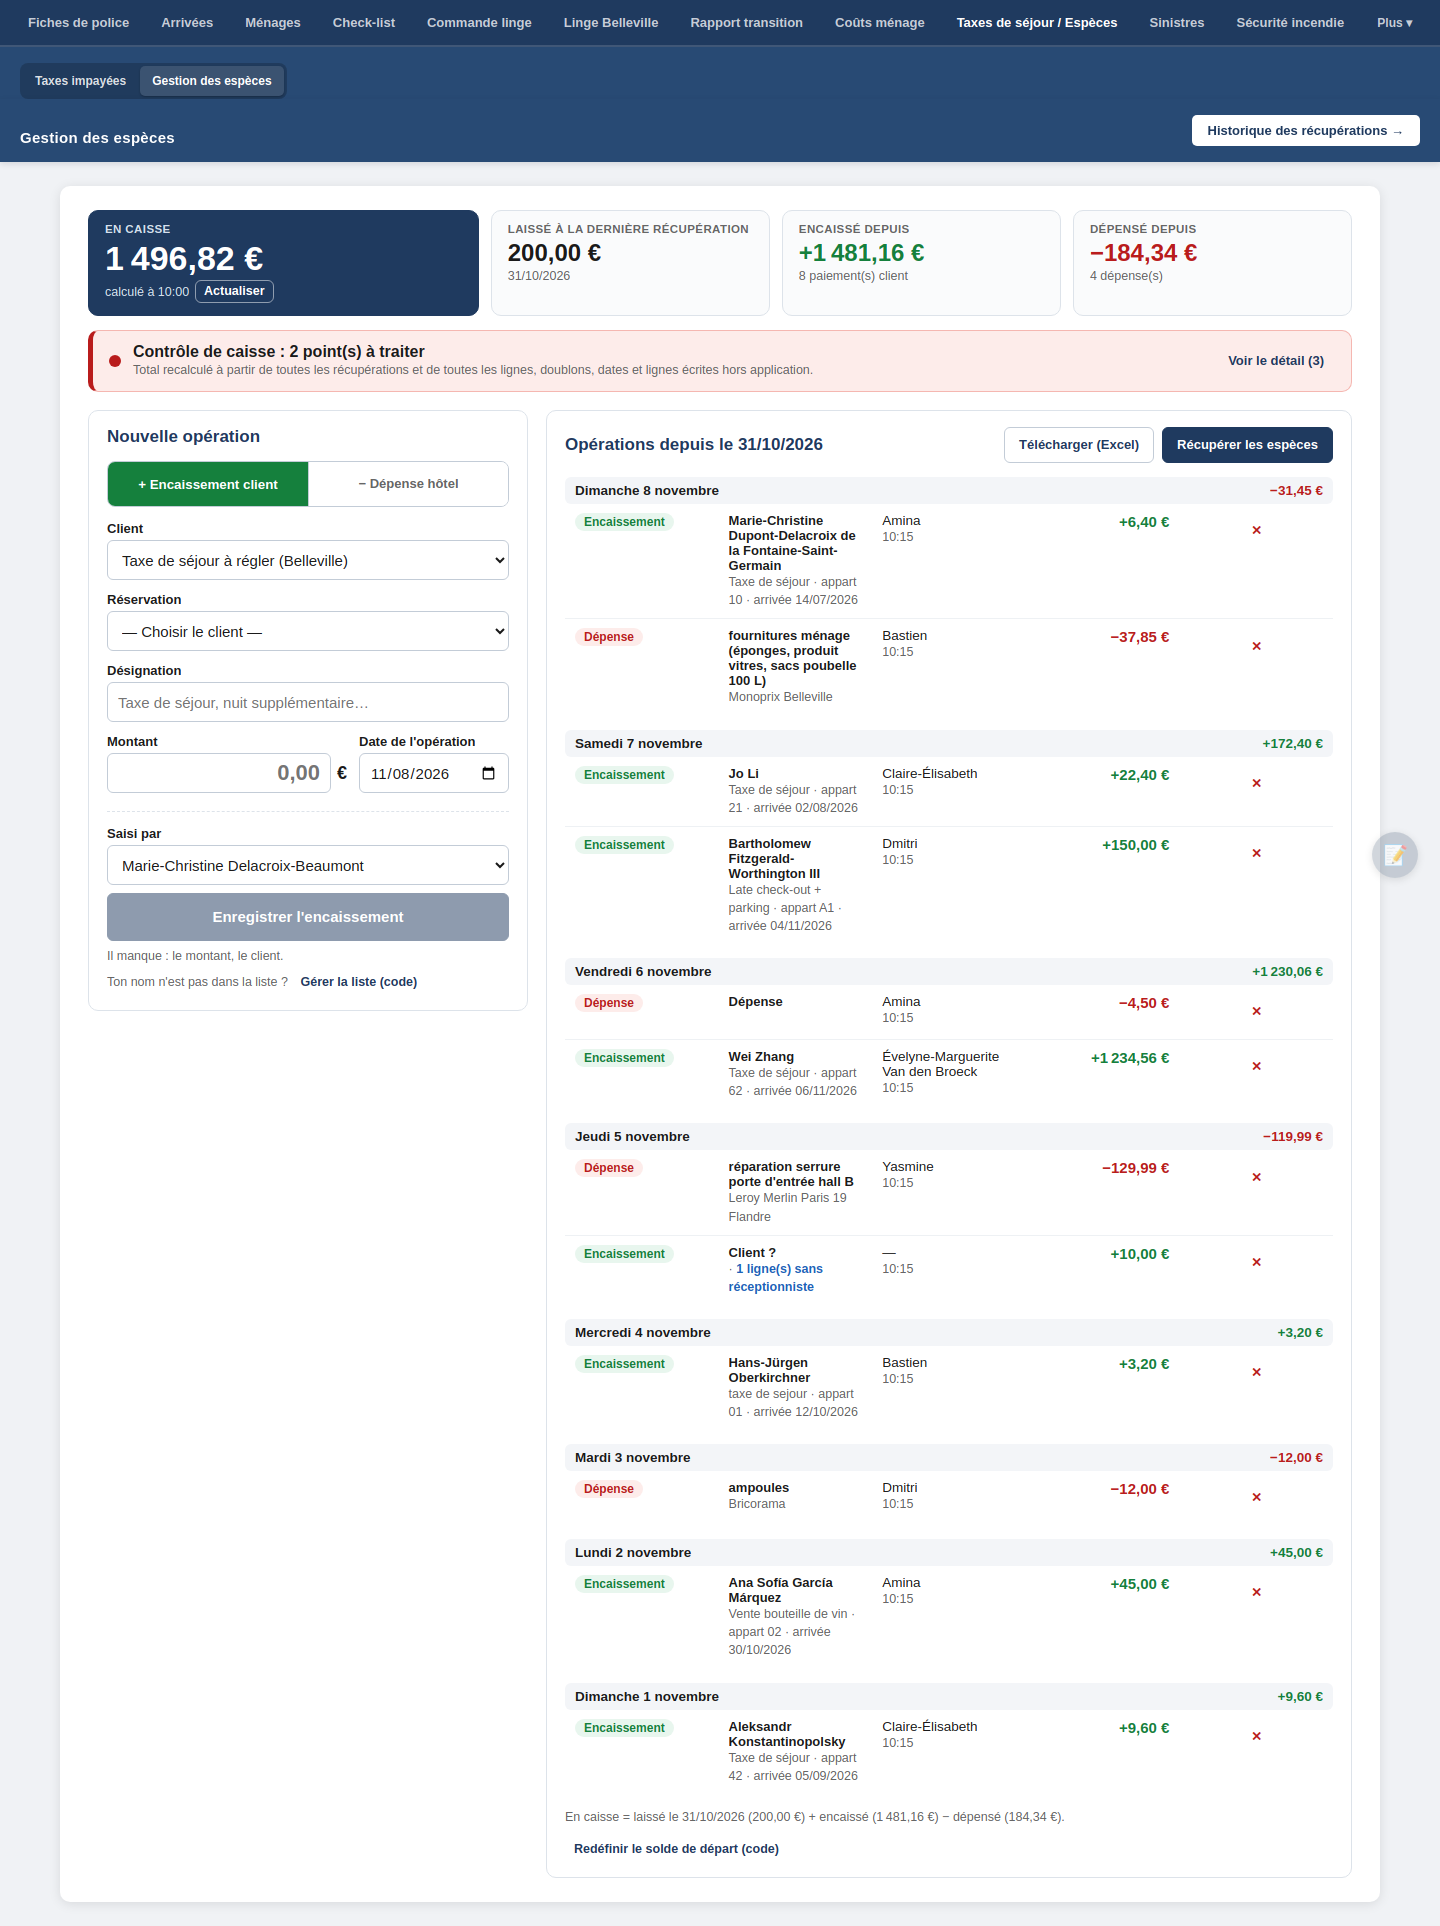 Fiches de police Arrivées Ménages Check-list Commande linge Linge Belleville Rapport transition Coûts ménage Taxes de séjour / Espèces Sinistres Sécurité incendie Plus ▾
Taxes impayées Gestion des espèces
Gestion des espèces
Historique des récupérations →
EN CAISSE
1 496,82 €
calculé à 10:00 Actualiser
LAISSÉ À LA DERNIÈRE RÉCUPÉRATION
200,00 €
31/10/2026
ENCAISSÉ DEPUIS
+1 481,16 €
8 paiement(s) client
DÉPENSÉ DEPUIS
−184,34 €
4 dépense(s)
Contrôle de caisse : 2 point(s) à traiter
Total recalculé à partir de toutes les récupérations et de toutes les lignes, doublons, dates et lignes écrites hors application.
Voir le détail (3)
Nouvelle opération
+ Encaissement client − Dépense hôtel
Client
Taxe de séjour à régler (Belleville)
Réservation
— Choisir le client —
Désignation
Taxe de séjour, nuit supplémentaire…
Montant Date de l'opération
0,00 € 11/08/2026
Saisi par
Marie-Christine Delacroix-Beaumont
Enregistrer l'encaissement
Il manque : le montant, le client.
Ton nom n'est pas dans la liste ? Gérer la liste (code)
Opérations depuis le 31/10/2026
Télécharger (Excel) Récupérer les espèces
Dimanche 8 novembre −31,45 €
Encaissement Marie-Christine Amina +6,40 € ✕
Dupont-Delacroix de 10:15
la Fontaine-Saint-
Germain
Taxe de séjour · appart
10 · arrivée 14/07/2026
Dépense fournitures ménage Bastien −37,85 € ✕
(éponges, produit 10:15
vitres, sacs poubelle
100 L)
Monoprix Belleville
Samedi 7 novembre +172,40 €
Encaissement Jo Li Claire-Élisabeth +22,40 € ✕
Taxe de séjour · appart 10:15
21 · arrivée 02/08/2026
Encaissement Bartholomew Dmitri +150,00 € ✕
Fitzgerald- 10:15
Worthington III
Late check-out +
parking · appart A1 ·
arrivée 04/11/2026
Vendredi 6 novembre +1 230,06 €
Dépense Dépense Amina −4,50 € ✕
10:15
Encaissement Wei Zhang Évelyne-Marguerite +1 234,56 € ✕
Taxe de séjour · appart Van den Broeck
62 · arrivée 06/11/2026 10:15
Jeudi 5 novembre −119,99 €
Dépense réparation serrure Yasmine −129,99 € ✕
porte d'entrée hall B 10:15
Leroy Merlin Paris 19
Flandre
Encaissement Client ? — +10,00 € ✕
· 1 ligne(s) sans 10:15
réceptionniste
Mercredi 4 novembre +3,20 €
Encaissement Hans-Jürgen Bastien +3,20 € ✕
Oberkirchner 10:15
taxe de sejour · appart
01 · arrivée 12/10/2026
Mardi 3 novembre −12,00 €
Dépense ampoules Dmitri −12,00 € ✕
Bricorama 10:15
Lundi 2 novembre +45,00 €
Encaissement Ana Sofía García Amina +45,00 € ✕
Márquez 10:15
Vente bouteille de vin ·
appart 02 · arrivée
30/10/2026
Dimanche 1 novembre +9,60 €
Encaissement Aleksandr Claire-Élisabeth +9,60 € ✕
Konstantinopolsky 10:15
Taxe de séjour · appart
42 · arrivée 05/09/2026
En caisse = laissé le 31/10/2026 (200,00 €) + encaissé (1 481,16 €) − dépensé (184,34 €).
Redéfinir le solde de départ (code)